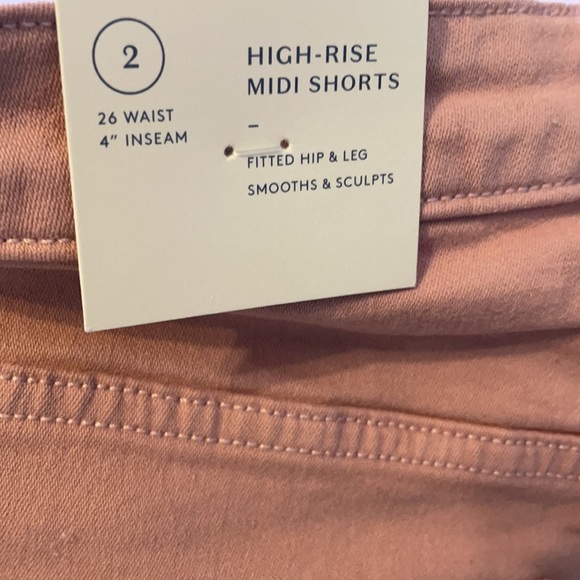 2
26 WAIST
4" INSEAM
HIGH-RISE
MIDI SHORTS
–
FITTED HIP & LEG
SMOOTHS & SCULPTS